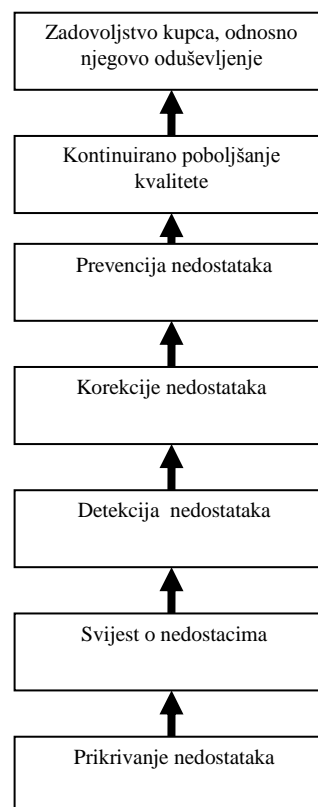 Zadovoljstvo kupca, odnosno
njegovo oduševljenje
Kontinuirano poboljšanje
kvalitete
Prevencija nedostataka
Korekcije nedostataka
Detekcija nedostataka
Svijest o nedostacima
Prikrivanje nedostataka